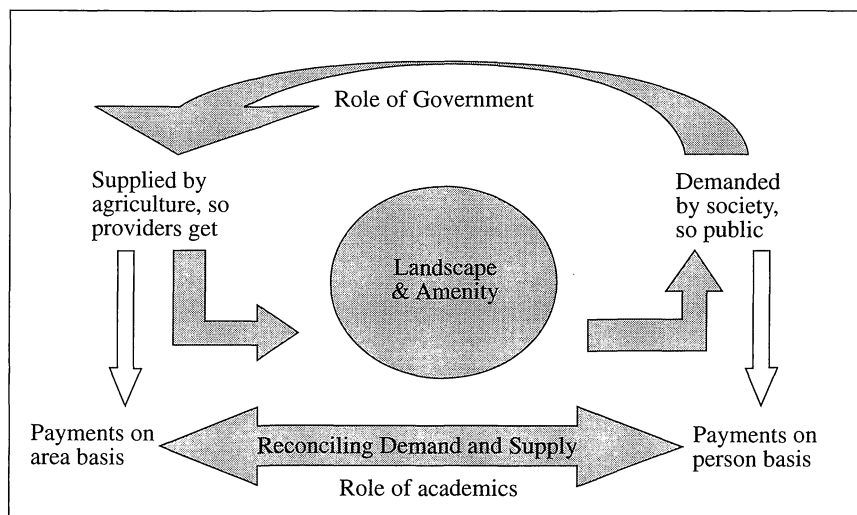 Role of Government
Supplied by
agriculture, so
providers get
Demanded
by society,
so public
Landscape
& Amenity
Payments on
area basis
Reconciling Demand and Supply
Payments on
person basis
Role of academics